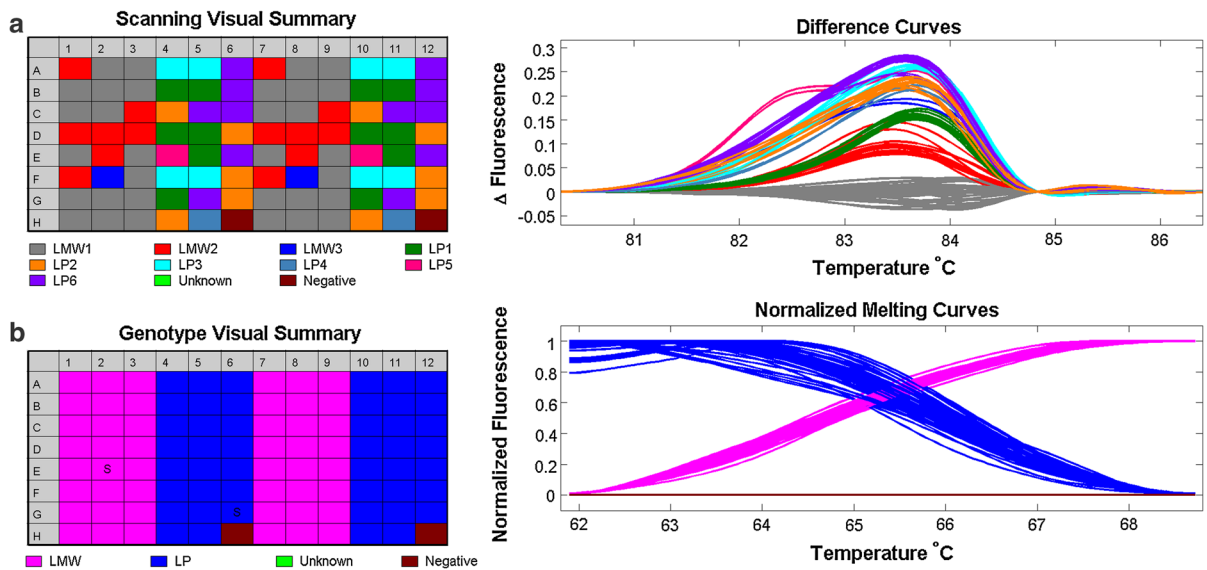 a
Scanning Visual Summary
1 2 3 4 5 6 7 8 9 10 11 12
A
B
C
D
E
F
G
H
LMW1 LMW2 LMW3 LP1
LP2 LP3 LP4 LP5
LP6 Unknown Negative
Difference Curves
Δ Fluorescence
0.3
0.25
0.2
0.15
0.1
0.05
0
-0.05
81 82 83 84 85 86
Temperature °C
b
Genotype Visual Summary
1 2 3 4 5 6 7 8 9 10 11 12
A
B
C
D
E S
F
G S
H
LMW LP Unknown Negative
Normalized Melting Curves
Normalized Fluorescence
1
0.8
0.6
0.4
0.2
0
62 63 64 65 66 67 68
Temperature °C